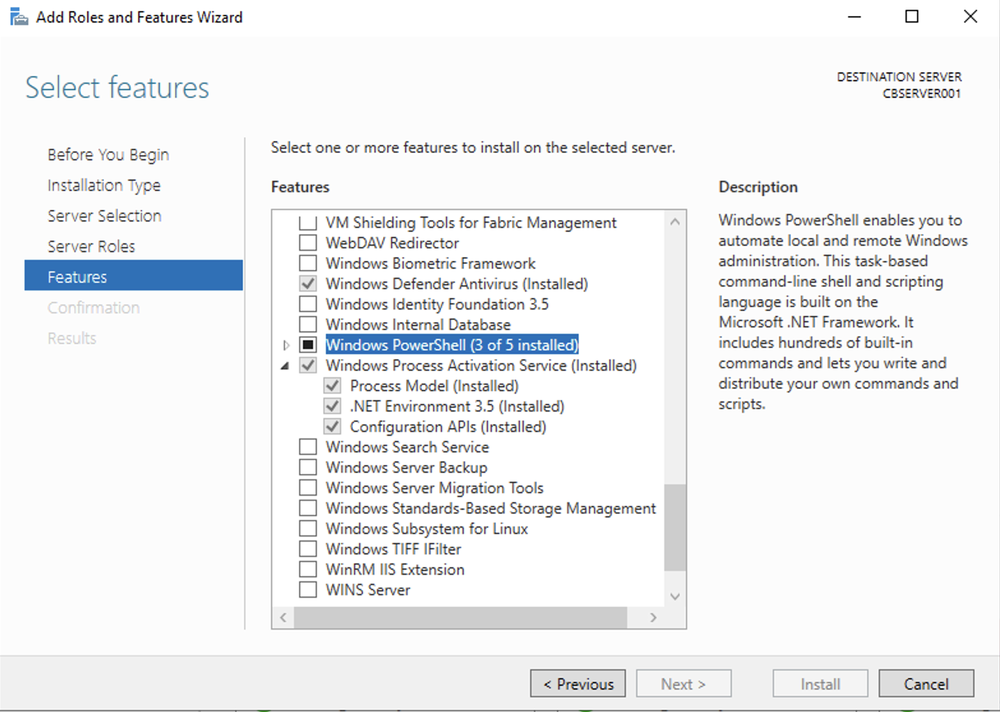 Add Roles and Features Wizard
Select features
DESTINATION SERVER
CBSERVER001
Before You Begin
Installation Type
Server Selection
Server Roles
Features
Confirmation
Results
Select one or more features to install on the selected server.
Features
VM Shielding Tools for Fabric Management
WebDAV Redirector
Windows Biometric Framework
Windows Defender Antivirus (Installed)
Windows Identity Foundation 3.5
Windows Internal Database
Windows PowerShell (3 of 5 installed)
Windows Process Activation Service (Installed)
Process Model (Installed)
.NET Environment 3.5 (Installed)
Configuration APIs (Installed)
Windows Search Service
Windows Server Backup
Windows Server Migration Tools
Windows Standards-Based Storage Management
Windows Subsystem for Linux
Windows TIFF IFilter
WinRM IIS Extension
WINS Server
Description
Windows PowerShell enables you to
automate local and remote Windows
administration. This task-based
command-line shell and scripting
language is built on the
Microsoft .NET Framework. It
includes hundreds of built-in
commands and lets you write and
distribute your own commands and
scripts.
< Previous
Next >
Install
Cancel